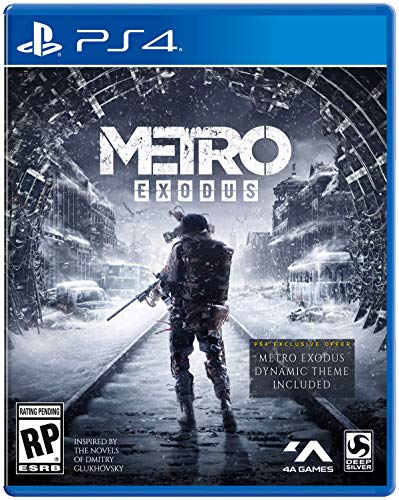 PS4
METRO
EXODUS
PS4 EXCLUSIVE OFFER
METRO EXODUS
DYNAMIC THEME
INCLUDED
RATING PENDING
RP
ESRB
INSPIRED BY
THE NOVELS
OF DMITRY
GLUKHOVSKY
4A GAMES
DEEP
SILVER